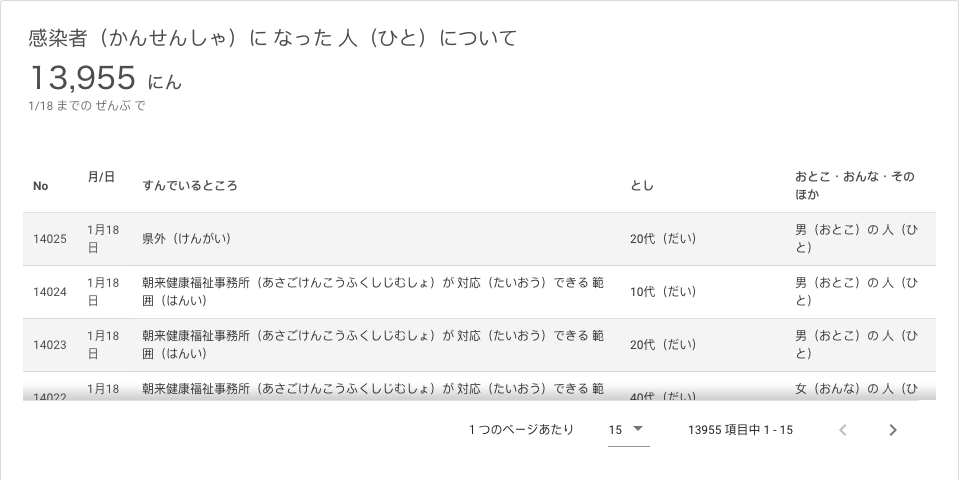 感染者（かんせんしゃ）に なった 人（ひと）について
13,955 にん
1/18 までの ぜんぶ で
No 月/日 すんでいるところ とし おとこ・おんな・その
ほか
14025 1月18 県外（けんがい） 20代（だい） 男（おとこ）の 人（ひ
日 と）
14024 1月18 朝来健康福祉事務所（あさごけんこうふくしじむしょ）が 対応（たいおう）できる 範 10代（だい） 男（おとこ）の 人（ひ
日 囲（はんい） と）
14023 1月18 朝来健康福祉事務所（あさごけんこうふくしじむしょ）が 対応（たいおう）できる 範 20代（だい） 男（おとこ）の 人（ひ
日 囲（はんい） と）
14022 1月18 朝来健康福祉事務所（あさごけんこうふくしじむしょ）が 対応（たいおう）できる 範 40代（だい） 女（おんな）の 人（ひ
1 つのページあたり 15 13955 項目中 1 - 15